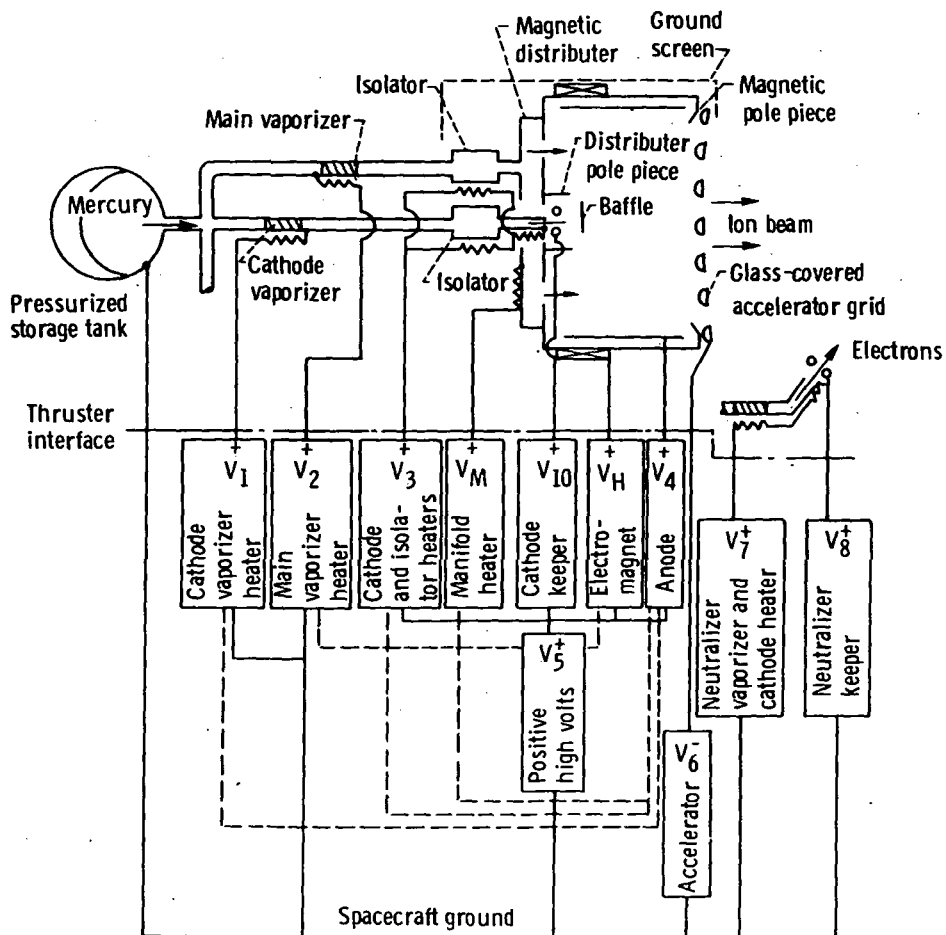 Magnetic
distributer
Ground
screen
Isolator
Magnetic
pole piece
Main vaporizer
Distributer
pole piece
Mercury
Baffle
Ion beam
Cathode
vaporizer
Isolator
Glass-covered
accelerator grid
Pressurized
storage tank
Electrons
Thruster
interface
+
V1
Cathode
vaporizer
heater
+
V2
Main
vaporizer
heater
+
V3
Cathode
and isola-
tor heaters
+
VM
Manifold
heater
+
V10
Cathode
keeper
+
VH
Electro-
magnet
+
V4
Anode
V7+
Neutralizer
vaporizer and
cathode heater
V8+
Neutralizer
keeper
V5+
Positive
high volts
V6-
Accelerator
Spacecraft ground